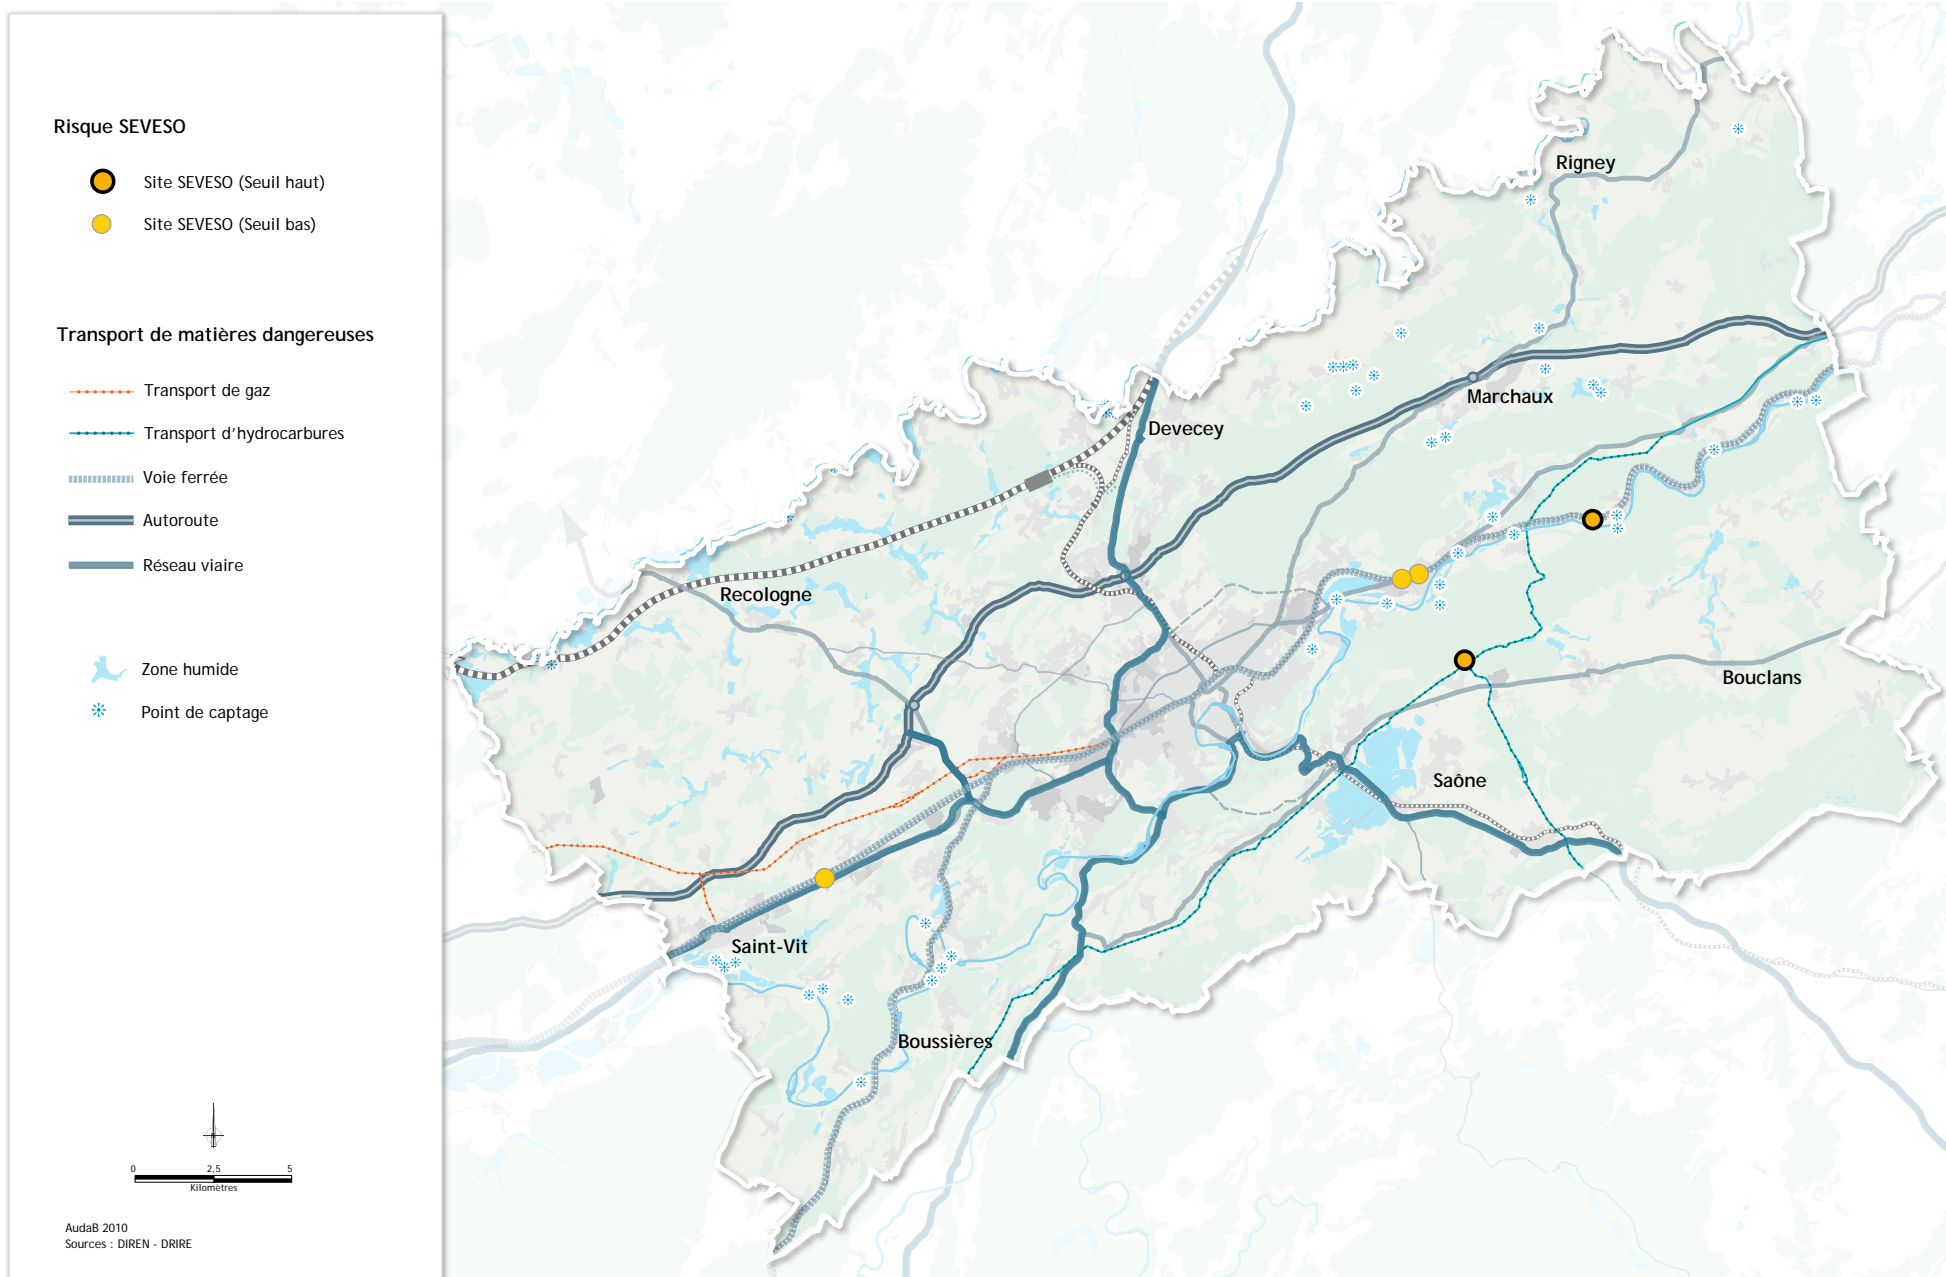 Risque SEVESO
Site SEVESO (Seuil haut)
Site SEVESO (Seuil bas)
Transport de matières dangereuses
Transport de gaz
Transport d'hydrocarbures
Voie ferrée
Autoroute
Réseau viaire
Zone humide
Point de captage
0 2,5 5
Kilomètres
AudaB 2010
Sources : DIREN - DRIRE
Rigney
Marchaux
Devecey
Recologne
Bouclans
Saône
Saint-Vit
Boussières